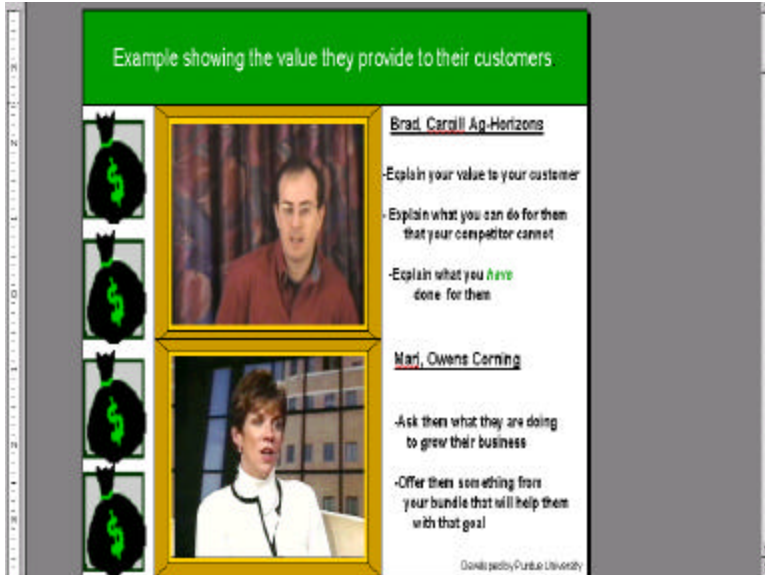 Example showing the value they provide to their customers.
Brad, Cargill Ag-Horizons
-Explain your value to your customer
- Explain what you can do for them
that your competitor cannot
-Explain what you have
done for them
Marj, Owens Corning
-Ask them what they are doing
to grow their business
-Offer them something from
your bundle that will help them
with that goal
Developed by Purdue University